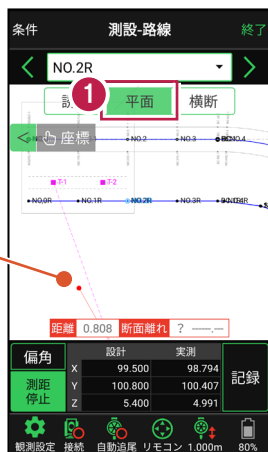 条件 測設-路線 終了
NO.2R
1
平面 横断
座標
NO.2 NO.3
T-1 T-2
NO.0R NO.1R NO.2R NO.3R
距離 0.808 断面離れ ? -----.---
偏角 設計 実測
X 99.500 98.794
測距停止 Y 100.800 100.407 記録
Z 5.400 4.991
観測設定 接続 自動追尾 リモコン 1.000m 80%